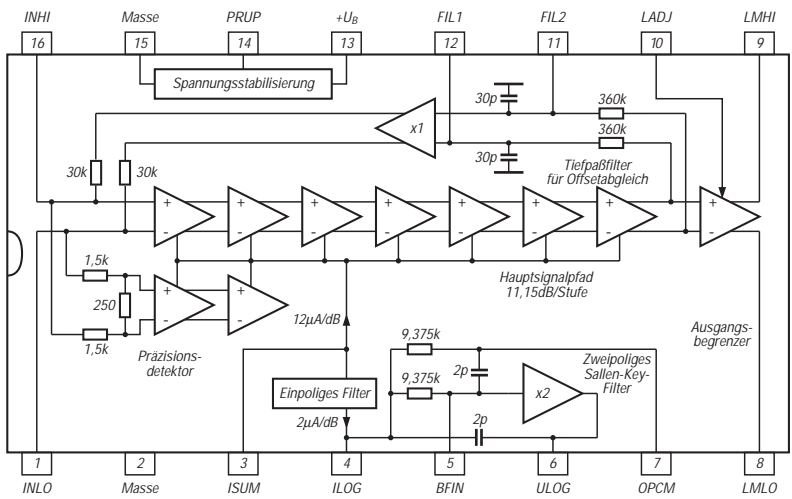 INHI Masse PRUP +UB FIL1 FIL2 LADJ LMHI
16 15 14 13 12 11 10 9
Spannungsstabilisierung
30p
360k
x1
360k
30k
30k
30p
Tiefpaßfilter
für Offsetabgleich
+ + + + + + + +
- - - - - - - -
1,5k
+ +
250
Hauptsignalpfad
11,15dB/Stufe
- -
12µA/dB
1,5k
Ausgangs-
begrenzer
9,375k
Präzisions-
detektor
Zweipoliges
Sallen-Key-
Filter
2p
9,375k
Einpoliges Filter
x2
2µA/dB
2p
1 2 3 4 5 6 7 8
INLO Masse ISUM ILOG BFIN ULOG OPCM LMLO